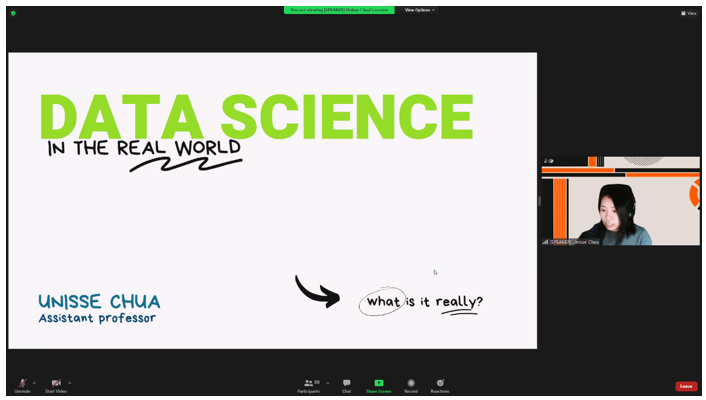 You are viewing [SPEAKER] Unisse Chua's screen
View Options
View
DATA SCIENCE
IN THE REAL WORLD
UNISSE CHUA
Assistant professor
what is it really?
[SPEAKER] Unisse Chua
Unmute
Start Video
Participants
Chat
Share Screen
Record
Reactions
Leave